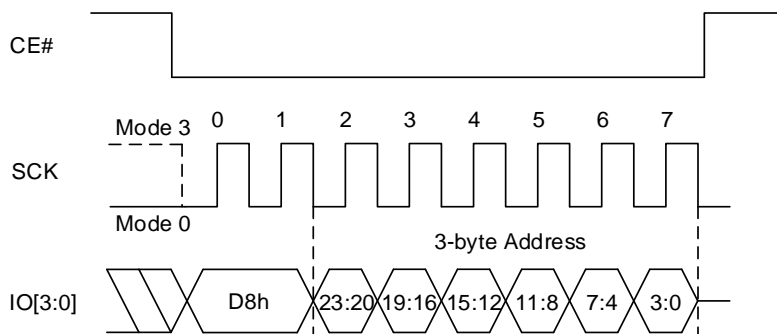 CE#
Mode 3 0 1 2 3 4 5 6 7
SCK
Mode 0
3-byte Address
IO[3:0] D8h 23:20 19:16 15:12 11:8 7:4 3:0